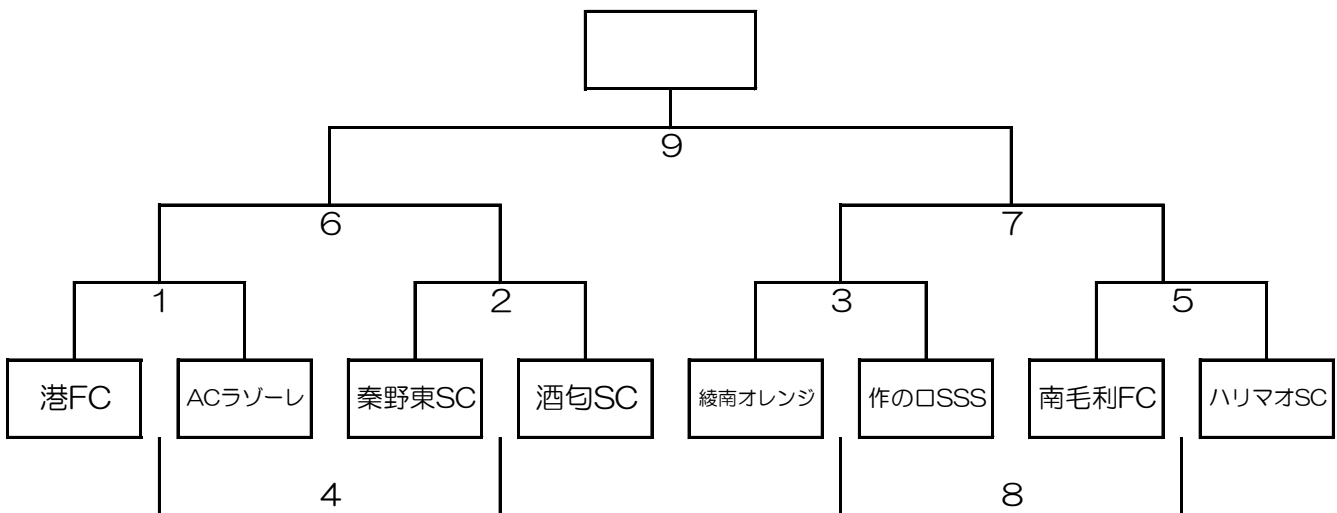 ９
６
７
１
２
３
５
港FC
ACラゾーレ
秦野東SC
酒匂SC
綾南オレンジ
作の口SSS
南毛利FC
ハリマオSC
４
８